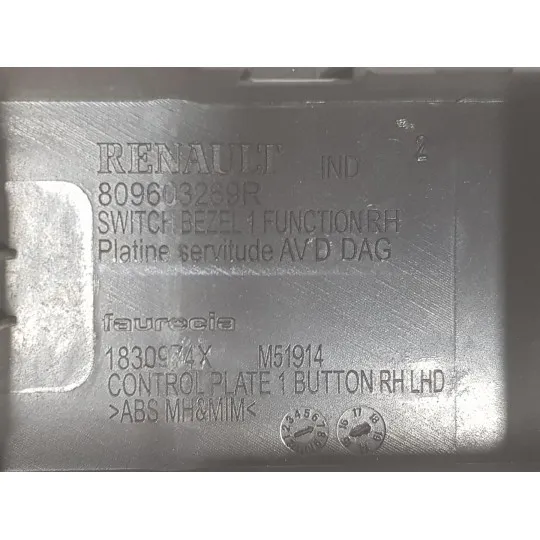 RENAULT IND 2
809603269R
SWITCH BEZEL 1 FUNCTION RH
Platine servitude AV D DAG
faurecia
1830974X M51914
CONTROL PLATE 1 BUTTON RH LHD
>ABS MH&MIM<